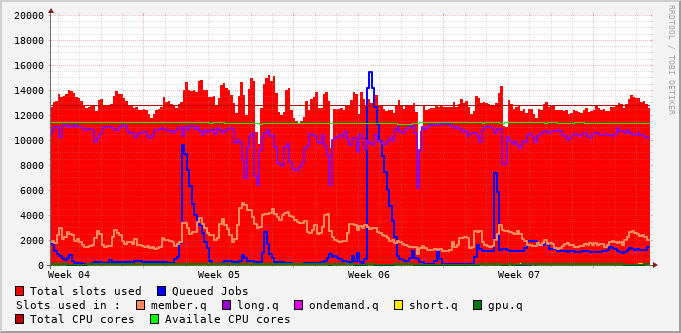 20000
18000
16000
14000
12000
10000
8000
6000
4000
2000
0
Week 04 Week 05 Week 06 Week 07
RRDTOOL / TOBI OETIKER
Total slots used Queued Jobs
Slots used in : member.q long.q ondemand.q short.q gpu.q
Total CPU cores Availale CPU cores